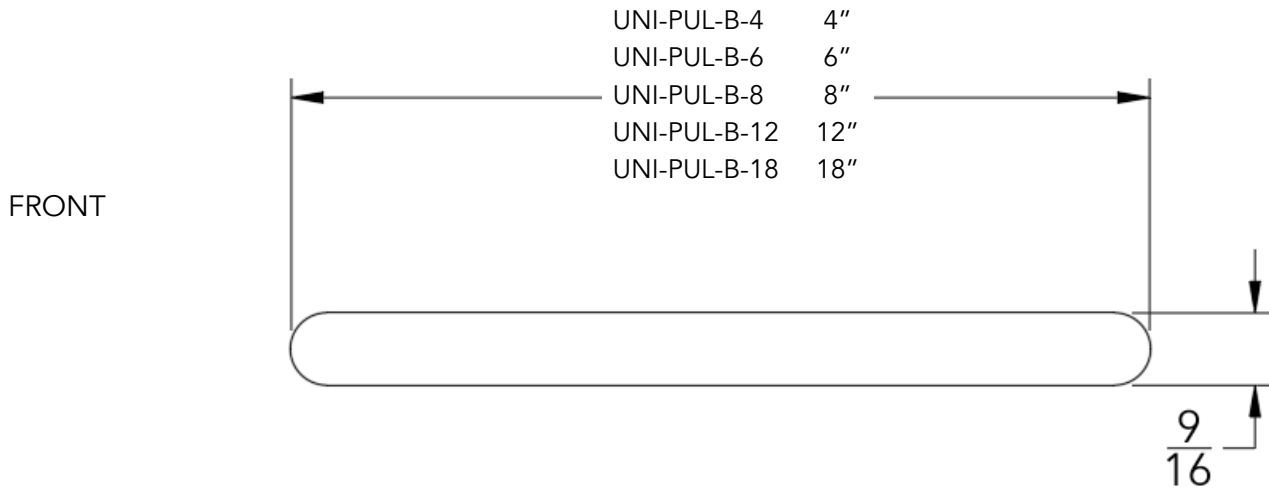 UNI-PUL-B-4 4”
UNI-PUL-B-6 6”
UNI-PUL-B-8 8”
UNI-PUL-B-12 12”
UNI-PUL-B-18 18”
FRONT
9
16